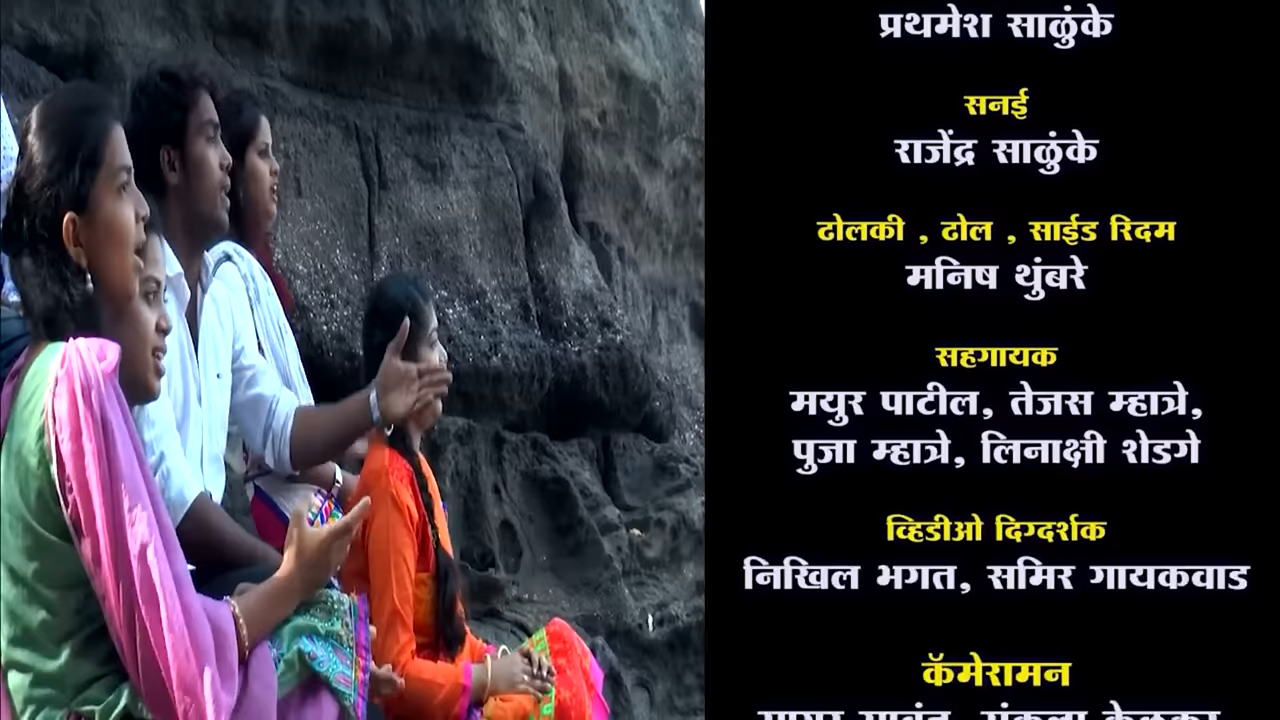 प्रथमेश साळुंके
सनई
राजेंद्र साळुंके
ढोलकी , ढोल , साईड रिदम
मनिष थुंबरे
सहगायक
मयुर पाटील, तेजस म्हात्रे,
पुजा म्हात्रे, लिनाक्षी शेडगे
व्हिडीओ दिग्दर्शक
निखिल भगत, समिर गायकवाड
कॅमेरामन